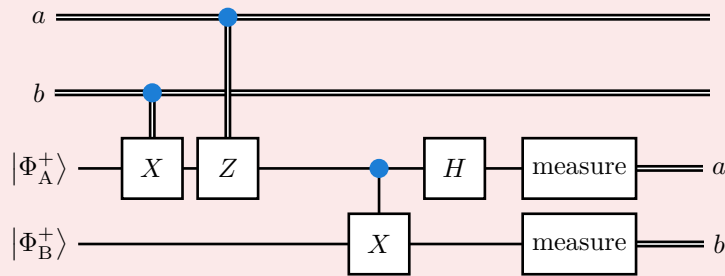 a
b
|Φ⁺_A⟩ X Z H measure a
|Φ⁺_B⟩ X measure b